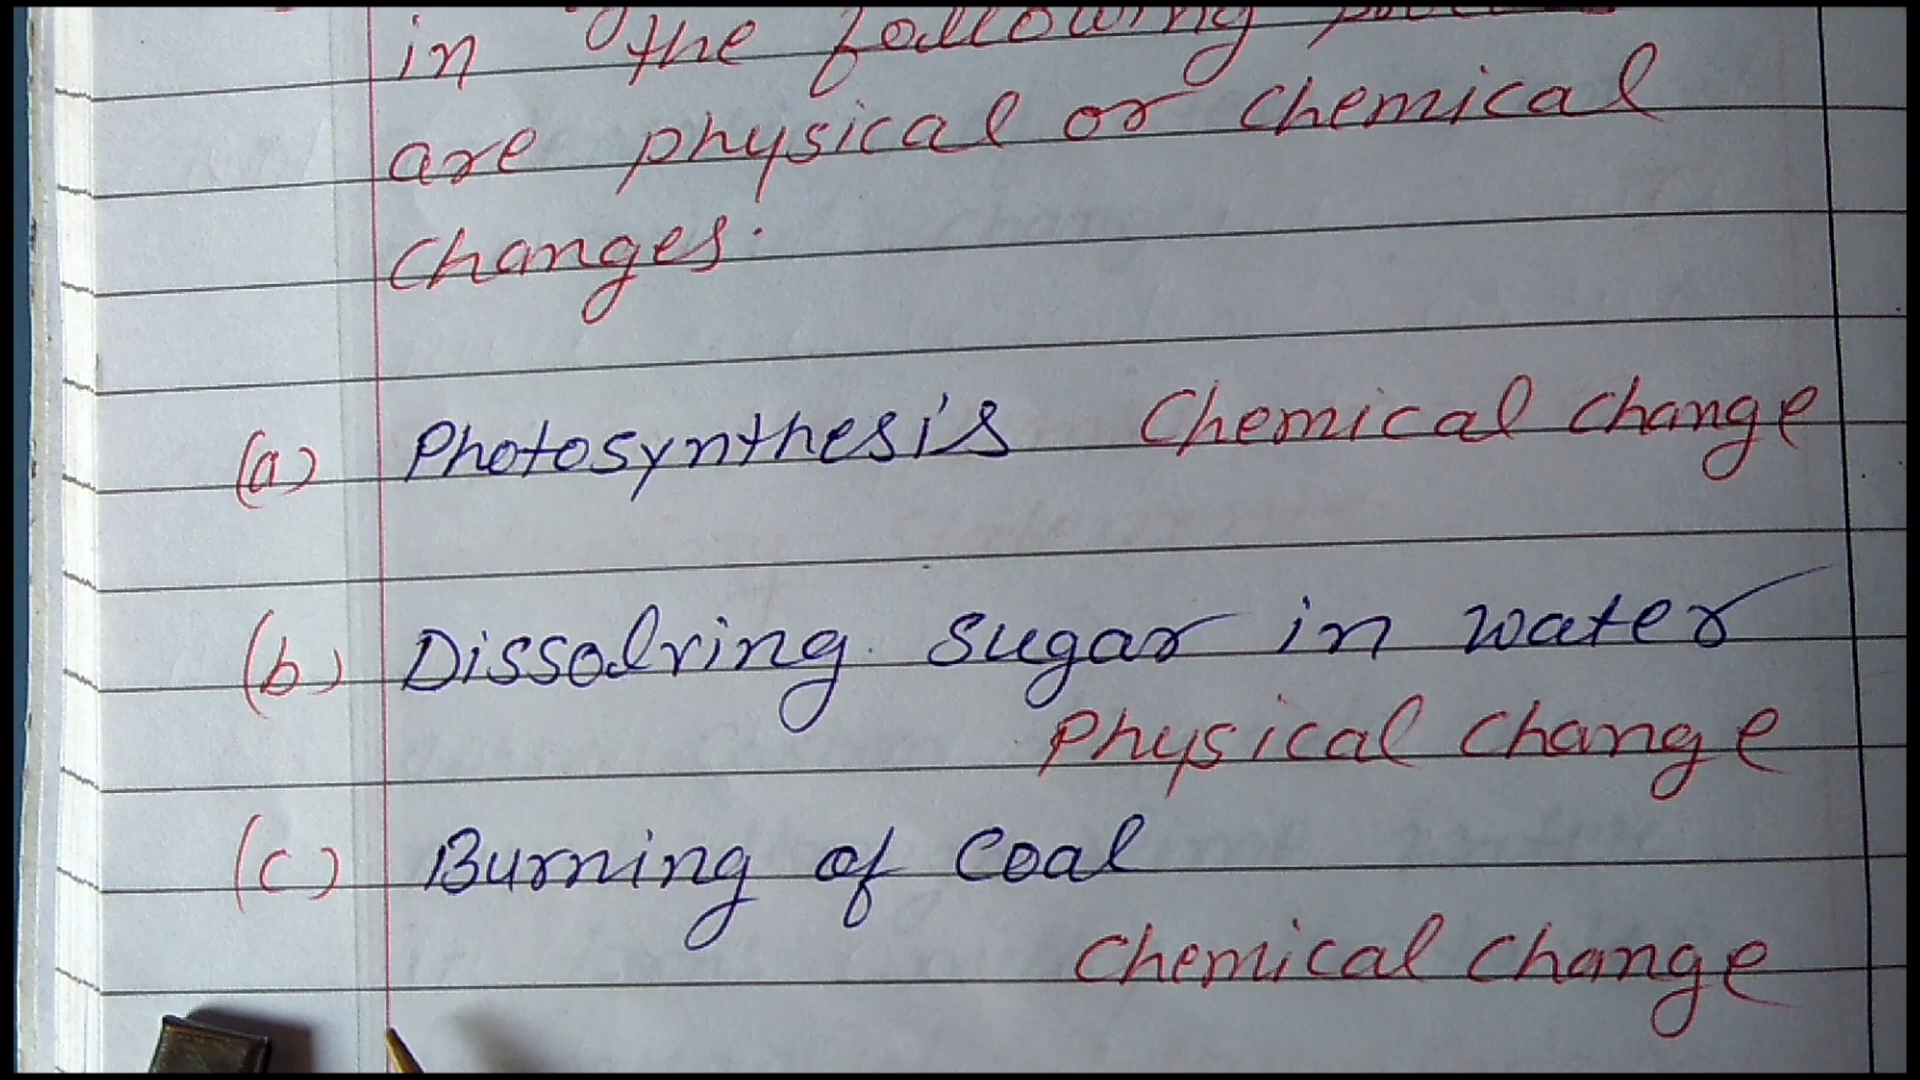 in the following
are physical or chemical
changes.
(a) Photosynthesis Chemical change
(b) Dissolving sugar in water
Physical change
(c) Burning of coal
Chemical change